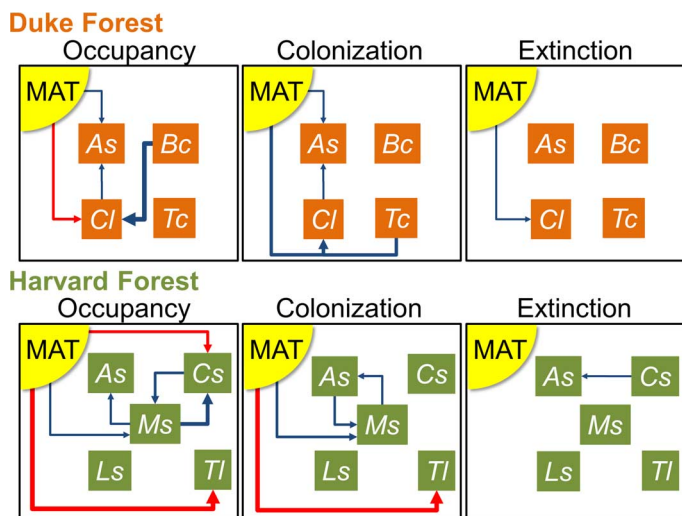 Duke Forest
Occupancy Colonization Extinction
MAT MAT MAT
As Bc As Bc As Bc
Cl Tc Cl Tc Cl Tc
Harvard Forest
Occupancy Colonization Extinction
MAT MAT MAT
As Cs As Cs As Cs
Ms Ms Ms
Ls Tl Ls Tl Ls Tl